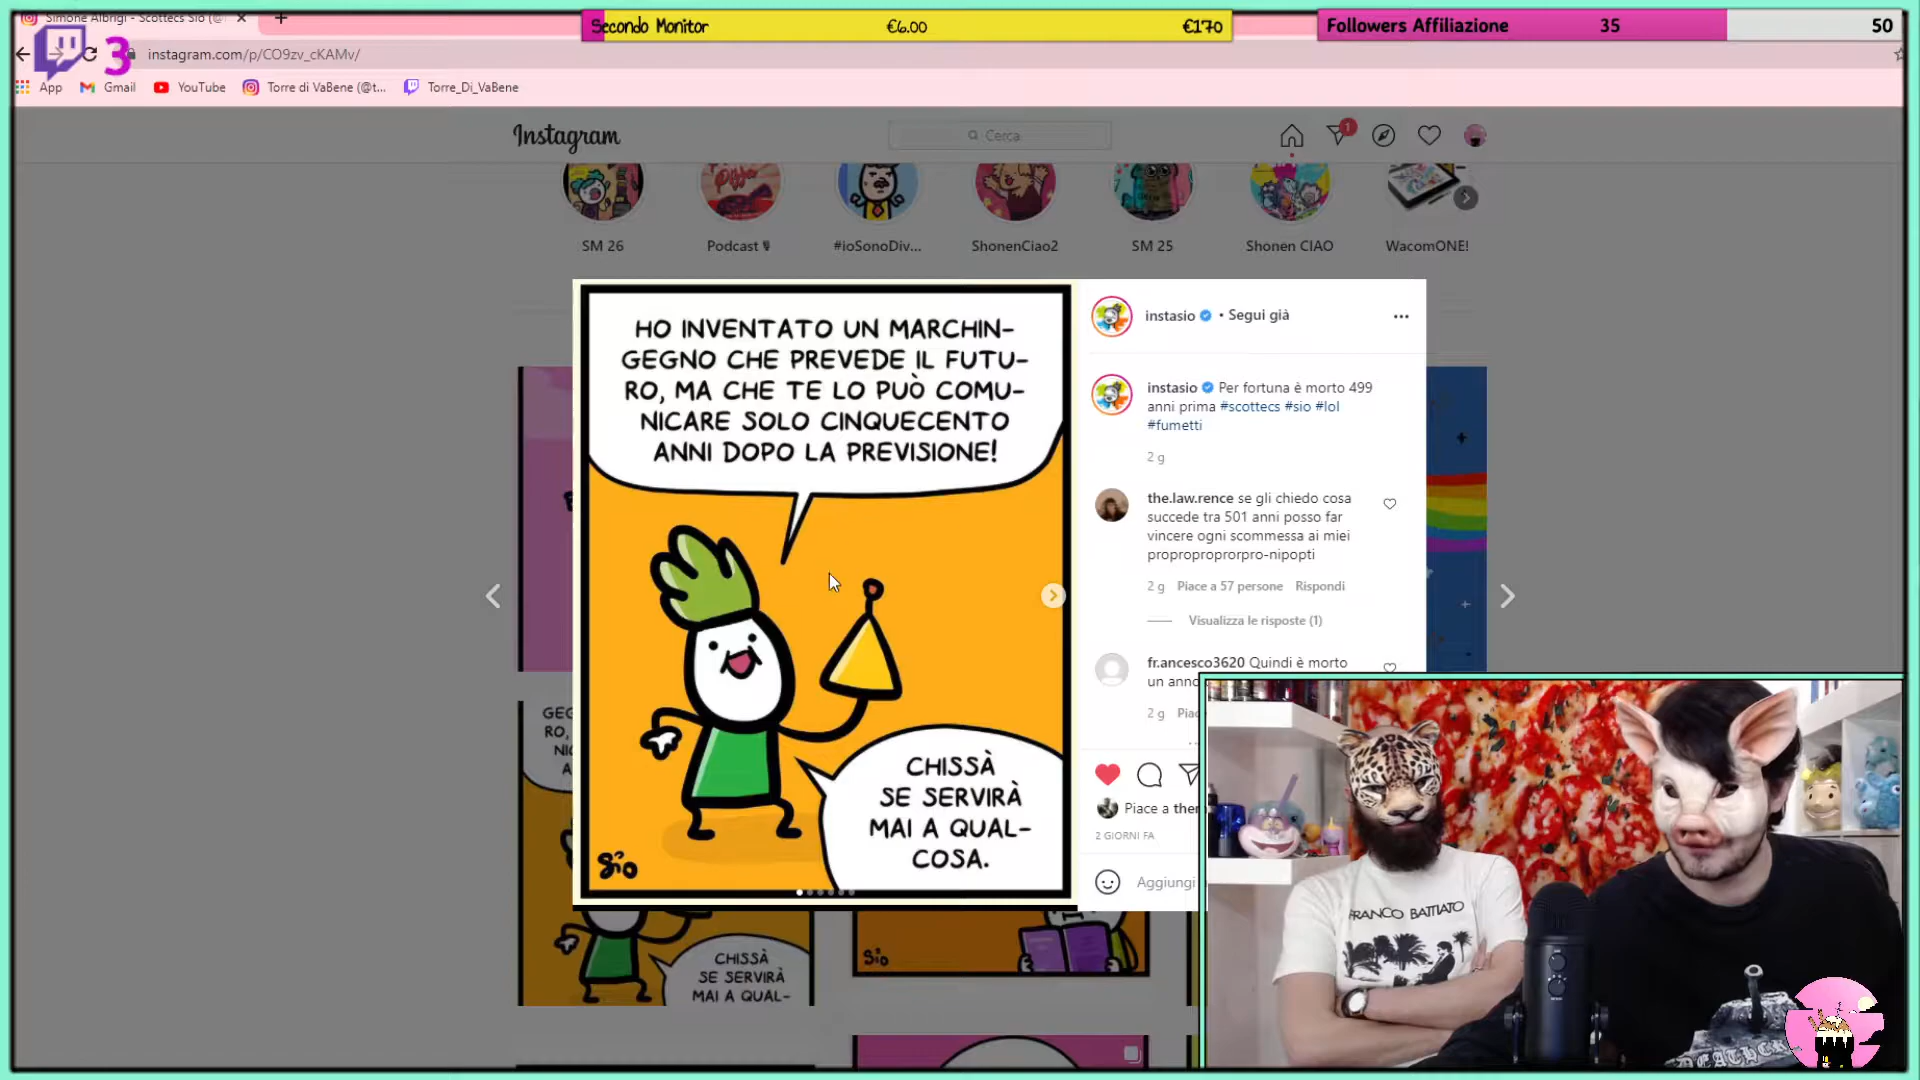 Simone Albrigi - Scottecs Sio (@
Secondo Monitor
€6.00
€170
Followers Affiliazione
35
50
3
instagram.com/p/CO9zv_cKAMv/
App
Gmail
YouTube
Torre di VaBene (@t...
Torre_Di_VaBene
Instagram
Cerca
1
SM 26
Podcast
#ioSonoDiv...
ShonenCiao2
SM 25
Shonen CIAO
WacomONE!
HO INVENTATO UN MARCHIN-
GEGNO CHE PREVEDE IL FUTU-
RO, MA CHE TE LO PUÒ COMU-
NICARE SOLO CINQUECENTO
ANNI DOPO LA PREVISIONE!
CHISSÀ
SE SERVIRÀ
MAI A QUAL-
COSA.
Sio
instasio • Segui già
instasio Per fortuna è morto 499
anni prima #scottecs #sio #lol
#fumetti
2 g
the.law.rence se gli chiedo cosa
succede tra 501 anni posso far
vincere ogni scommessa ai miei
proproproprorpro-nipopti
2 g Piace a 57 persone Rispondi
Visualizza le risposte (1)
fr.ancesco3620 Quindi è morto
un anno
2 g
Piace a
2 GIORNI FA
Aggiungi
CHISSÀ
SE SERVIRÀ
MAI A QUAL-
Sio
FRANCO BATTIATO